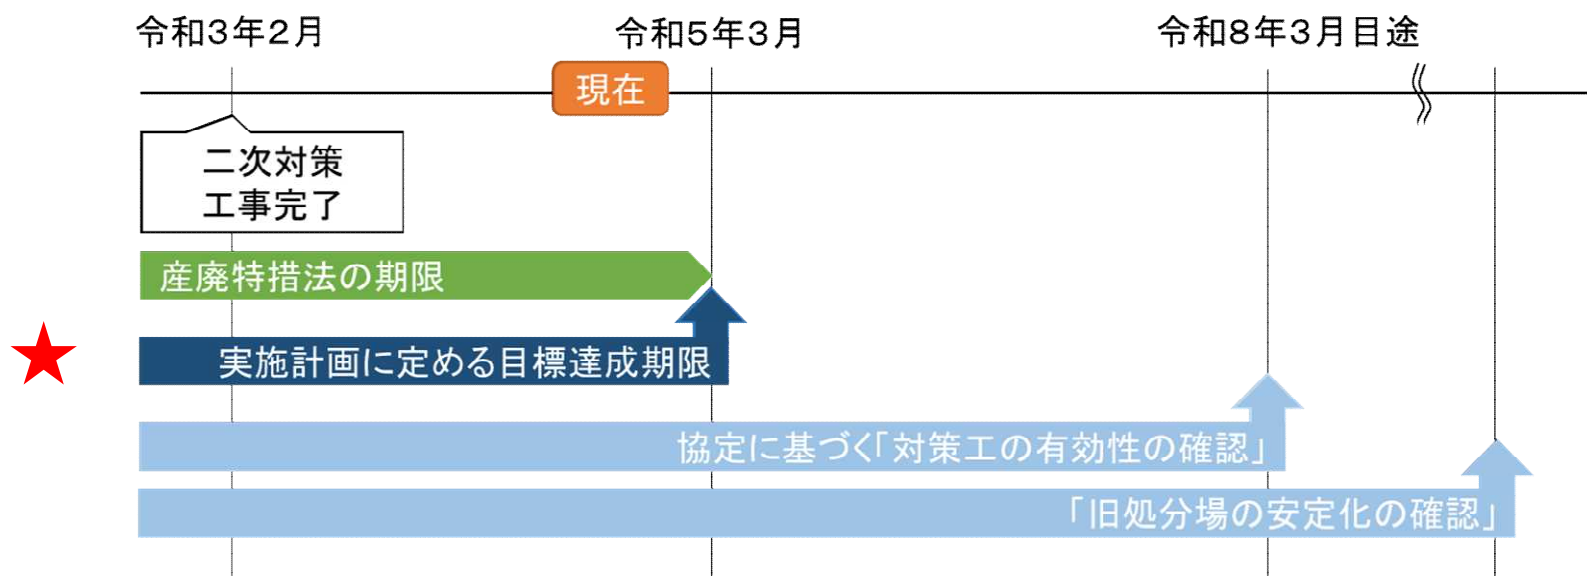 令和3年2月
令和5年3月
令和8年3月目途
現在
二次対策
工事完了
産廃特措法の期限
実施計画に定める目標達成期限
協定に基づく「対策工の有効性の確認」
「旧処分場の安定化の確認」